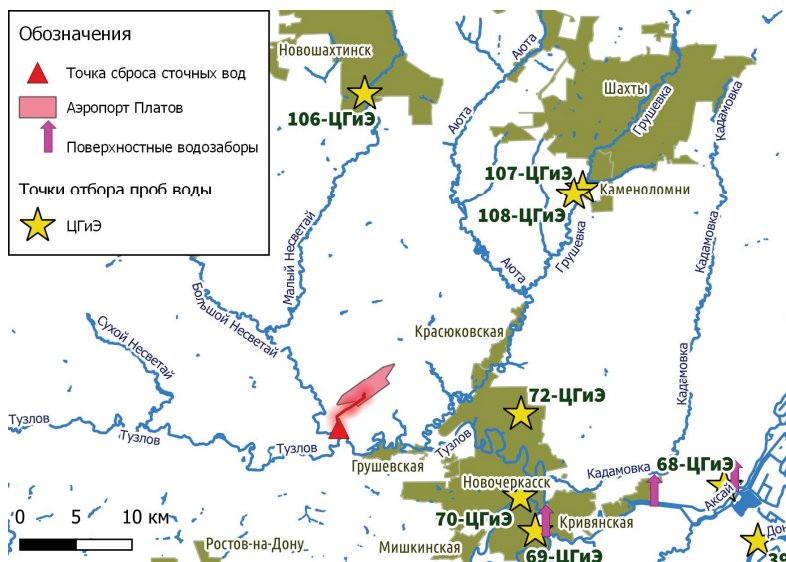 Обозначения
Точка сброса сточных вод
Аэропорт Платов
Поверхностные водозаборы
Точки отбора проб воды
ЦГиЭ
Новошахтинск
106-ЦГиЭ
Аюта
Аюта
Шахты
Грушевка
Кадамовка
107-ЦГиЭ
Каменоломни
108-ЦГиЭ
Грушевка
Кадамовка
Малый Несветай
Аюта
Большой Несветай
Сухой Несветай
Красюковская
Кадамовка
72-ЦГиЭ
Тузлов
Тузлов
Тузлов
Тузлов
Грушевская
Кадамовка
68-ЦГиЭ
Новочеркасск
Аксай
0 5 10 км
70-ЦГиЭ
Кривянская
Дон
Ростов-на-Дону
Мишкинская
69-ЦГиЭ
39